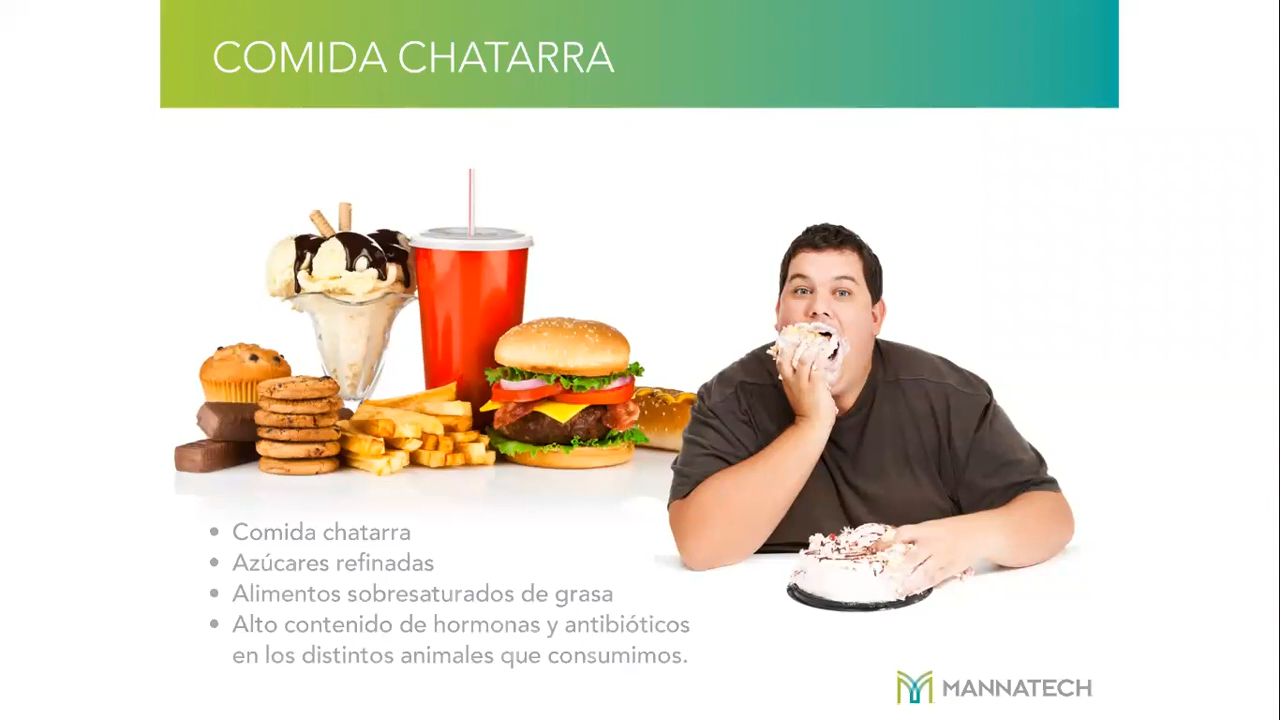 COMIDA CHATARRA
• Comida chatarra
• Azúcares refinadas
• Alimentos sobresaturados de grasa
• Alto contenido de hormonas y antibióticos
en los distintos animales que consumimos.
MANNATECH